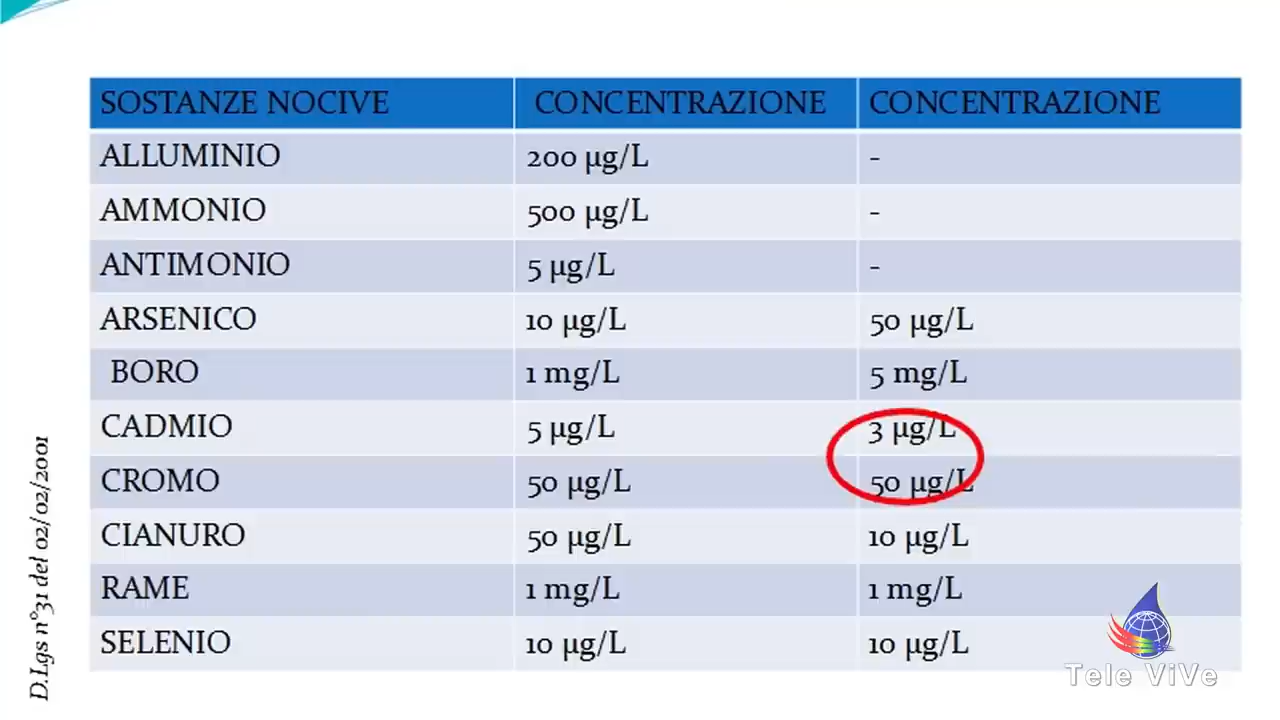 SOSTANZE NOCIVE CONCENTRAZIONE CONCENTRAZIONE
ALLUMINIO 200 µg/L -
AMMONIO 500 µg/L -
ANTIMONIO 5 µg/L -
ARSENICO 10 µg/L 50 µg/L
BORO 1 mg/L 5 mg/L
CADMIO 5 µg/L 3 µg/L
CROMO 50 µg/L 50 µg/L
CIANURO 50 µg/L 10 µg/L
RAME 1 mg/L 1 mg/L
SELENIO 10 µg/L 10 µg/L
D.Lgs n°31 del 02/02/2001
Tele ViVe